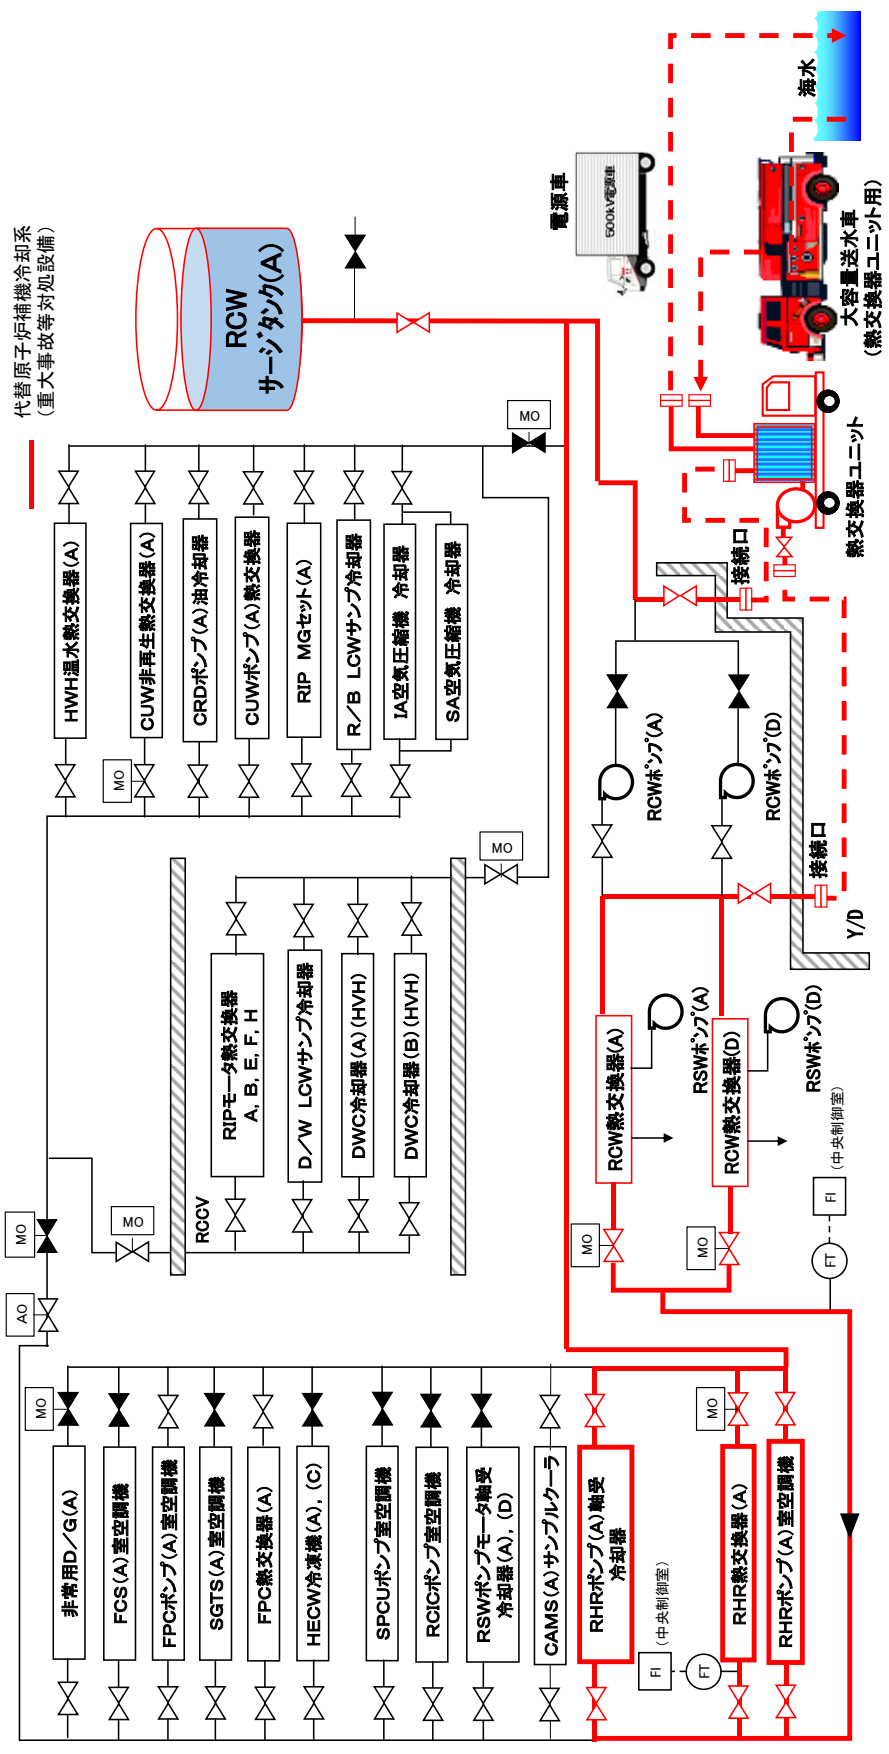 代替原子炉補機冷却系
(重大事故等対処設備)
RCW
サージタンク(A)
電源車
500kV電源車
海水
大容量送水車
(熱交換器ユニット用)
熱交換器ユニット
接続口
接続口
Y/D
MO
HWH温水熱交換器(A)
CUW非再生熱交換器(A)
CRDポンプ(A)油冷却器
CUWポンプ(A)熱交換器
RIP MGセット(A)
R/B LCWサンプ冷却器
IA空気圧縮機 冷却器
SA空気圧縮機 冷却器
MO
MO
RCWポンプ(A)
RCWポンプ(D)
RIPモータ熱交換器
A, B, E, F, H
D/W LCWサンプ冷却器
DWC冷却器(A)(HVH)
DWC冷却器(B)(HVH)
RCCV
MO
MO
AO
RCW熱交換器(A)
RCW熱交換器(D)
RSWポンプ(A)
RSWポンプ(D)
MO
MO
FI
(中央制御室)
FT
MO
非常用D/G(A)
FCS(A)室空調機
FPCポンプ(A)室空調機
SGTS(A)室空調機
FPC熱交換器(A)
HECW冷凍機(A), (C)
SPCUポンプ室空調機
RCICポンプ室空調機
RSWポンプモータ軸受
冷却器(A), (D)
CAMS(A)サンプルクーラ
RHRポンプ(A)軸受
冷却器
MO
RHR熱交換器(A)
RHRポンプ(A)室空調機
FI
(中央制御室)
FT